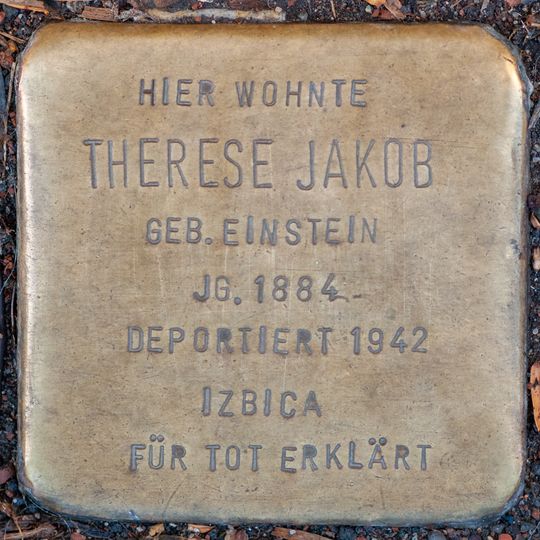 HIER WOHNTE
THERESE JAKOB
GEB. EINSTEIN
JG. 1884
DEPORTIERT 1942
IZBICA
FÜR TOT ERKLÄRT